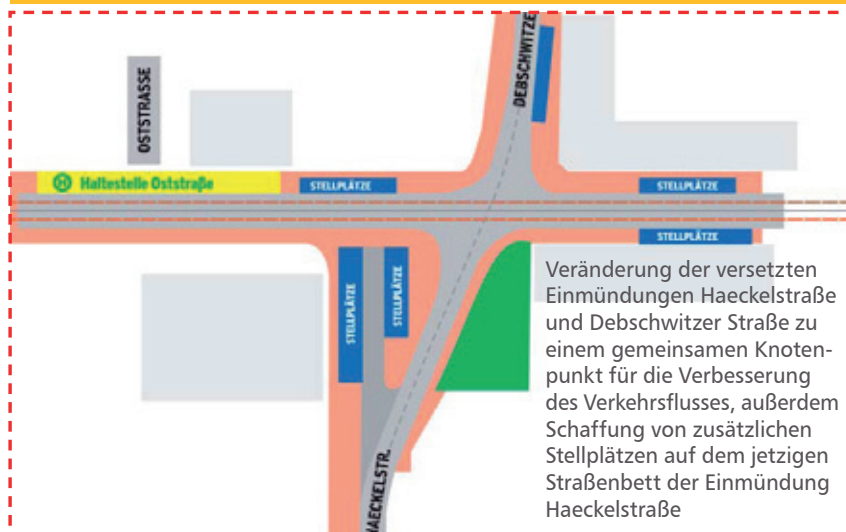 DEBSCHWITZE
OSTSTRASSE
H Haltestelle Oststraße
STELLPLÄTZE
STELLPLÄTZE
STELLPLÄTZE
STELLPLÄTZE
STELLPLÄTZE
HAECKELSTR.
Veränderung der versetzten
Einmündungen Haeckelstraße
und Debschwitzer Straße zu
einem gemeinsamen Knoten-
punkt für die Verbesserung
des Verkehrsflusses, außerdem
Schaffung von zusätzlichen
Stellplätzen auf dem jetzigen
Straßenbett der Einmündung
Haeckelstraße